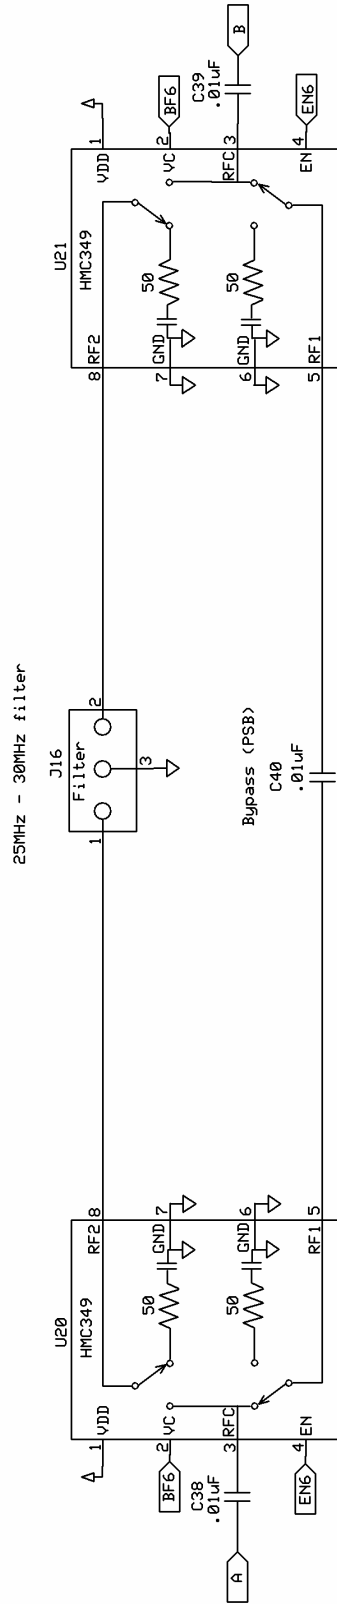 25MHz - 30MHz filter
U20
HMC349
1
VDD
BF6
2
VC
A
C38
.01uF
3
RFC
EN6
4
EN
50
50
RF2
8
GND
7
GND
6
RF1
5
J16
Filter
1
2
3
Bypass (PSB)
C40
.01uF
U21
HMC349
8
RF2
7
GND
6
GND
5
RF1
50
50
VDD
1
VC
2
BF6
RFC
3
C39
.01uF
B
EN
4
EN6